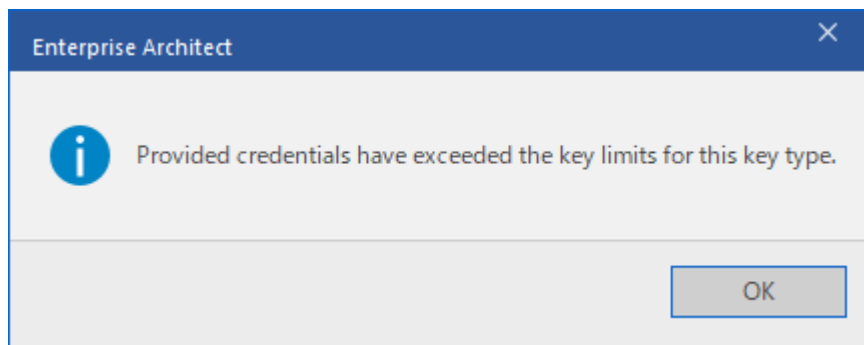 Enterprise Architect
Provided credentials have exceeded the key limits for this key type.
OK